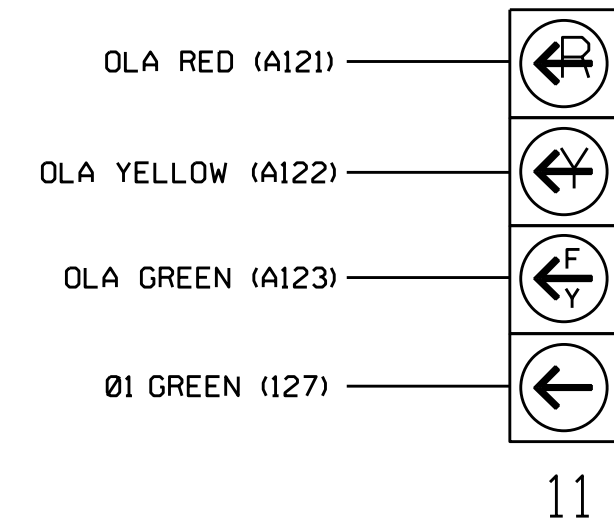 OLA RED (A121)
R
OLA YELLOW (A122)
Y
OLA GREEN (A123)
F
Y
Ø1 GREEN (127)
11